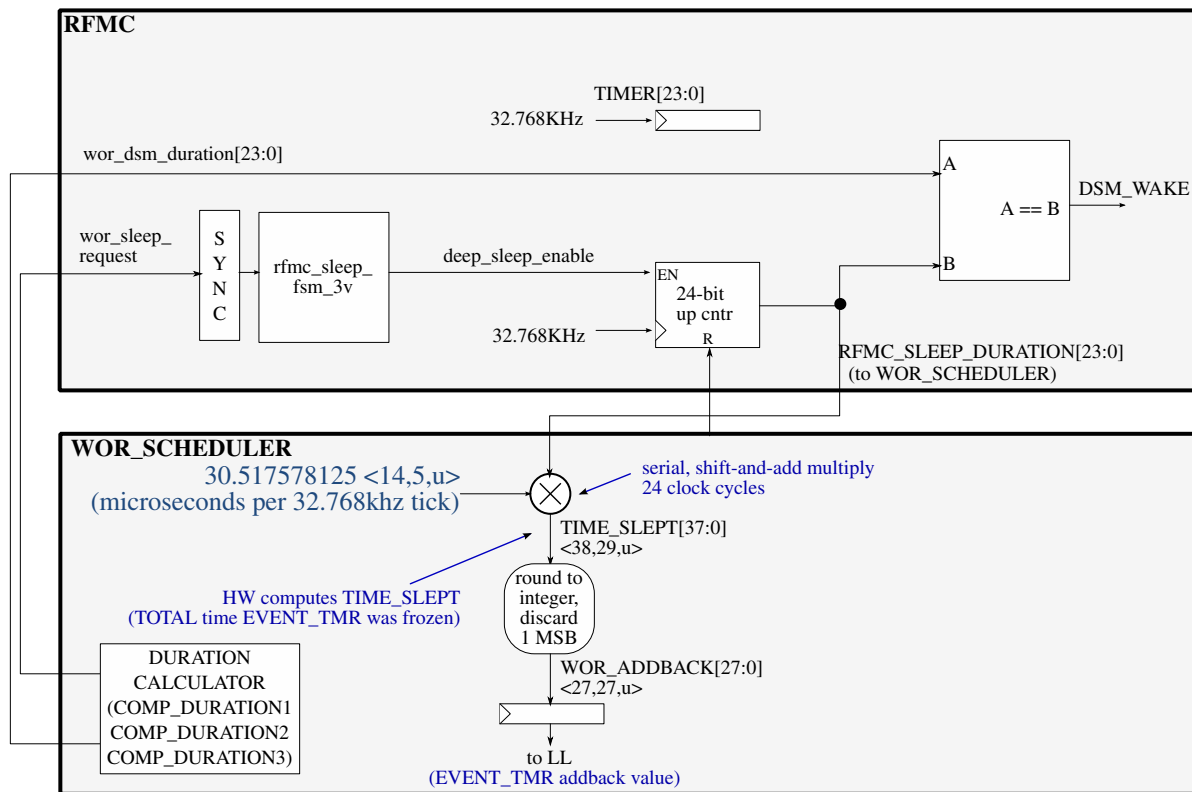 RFMC
TIMER[23:0]
32.768KHz
wor_dsm_duration[23:0]
A
DSM_WAKE
A == B
wor_sleep_
request
S
Y
N
C
rfmc_sleep_
fsm_3v
deep_sleep_enable
EN
24-bit
up cntr
R
B
32.768KHz
RFMC_SLEEP_DURATION[23:0]
(to WOR_SCHEDULER)
WOR_SCHEDULER
30.517578125 <14,5,u>
(microseconds per 32.768khz tick)
serial, shift-and-add multiply
24 clock cycles
TIME_SLEPT[37:0]
<38,29,u>
HW computes TIME_SLEPT
(TOTAL time EVENT_TMR was frozen)
round to
integer,
discard
1 MSB
WOR_ADDBACK[27:0]
<27,27,u>
DURATION
CALCULATOR
(COMP_DURATION1
COMP_DURATION2
COMP_DURATION3)
to LL
(EVENT_TMR addback value)